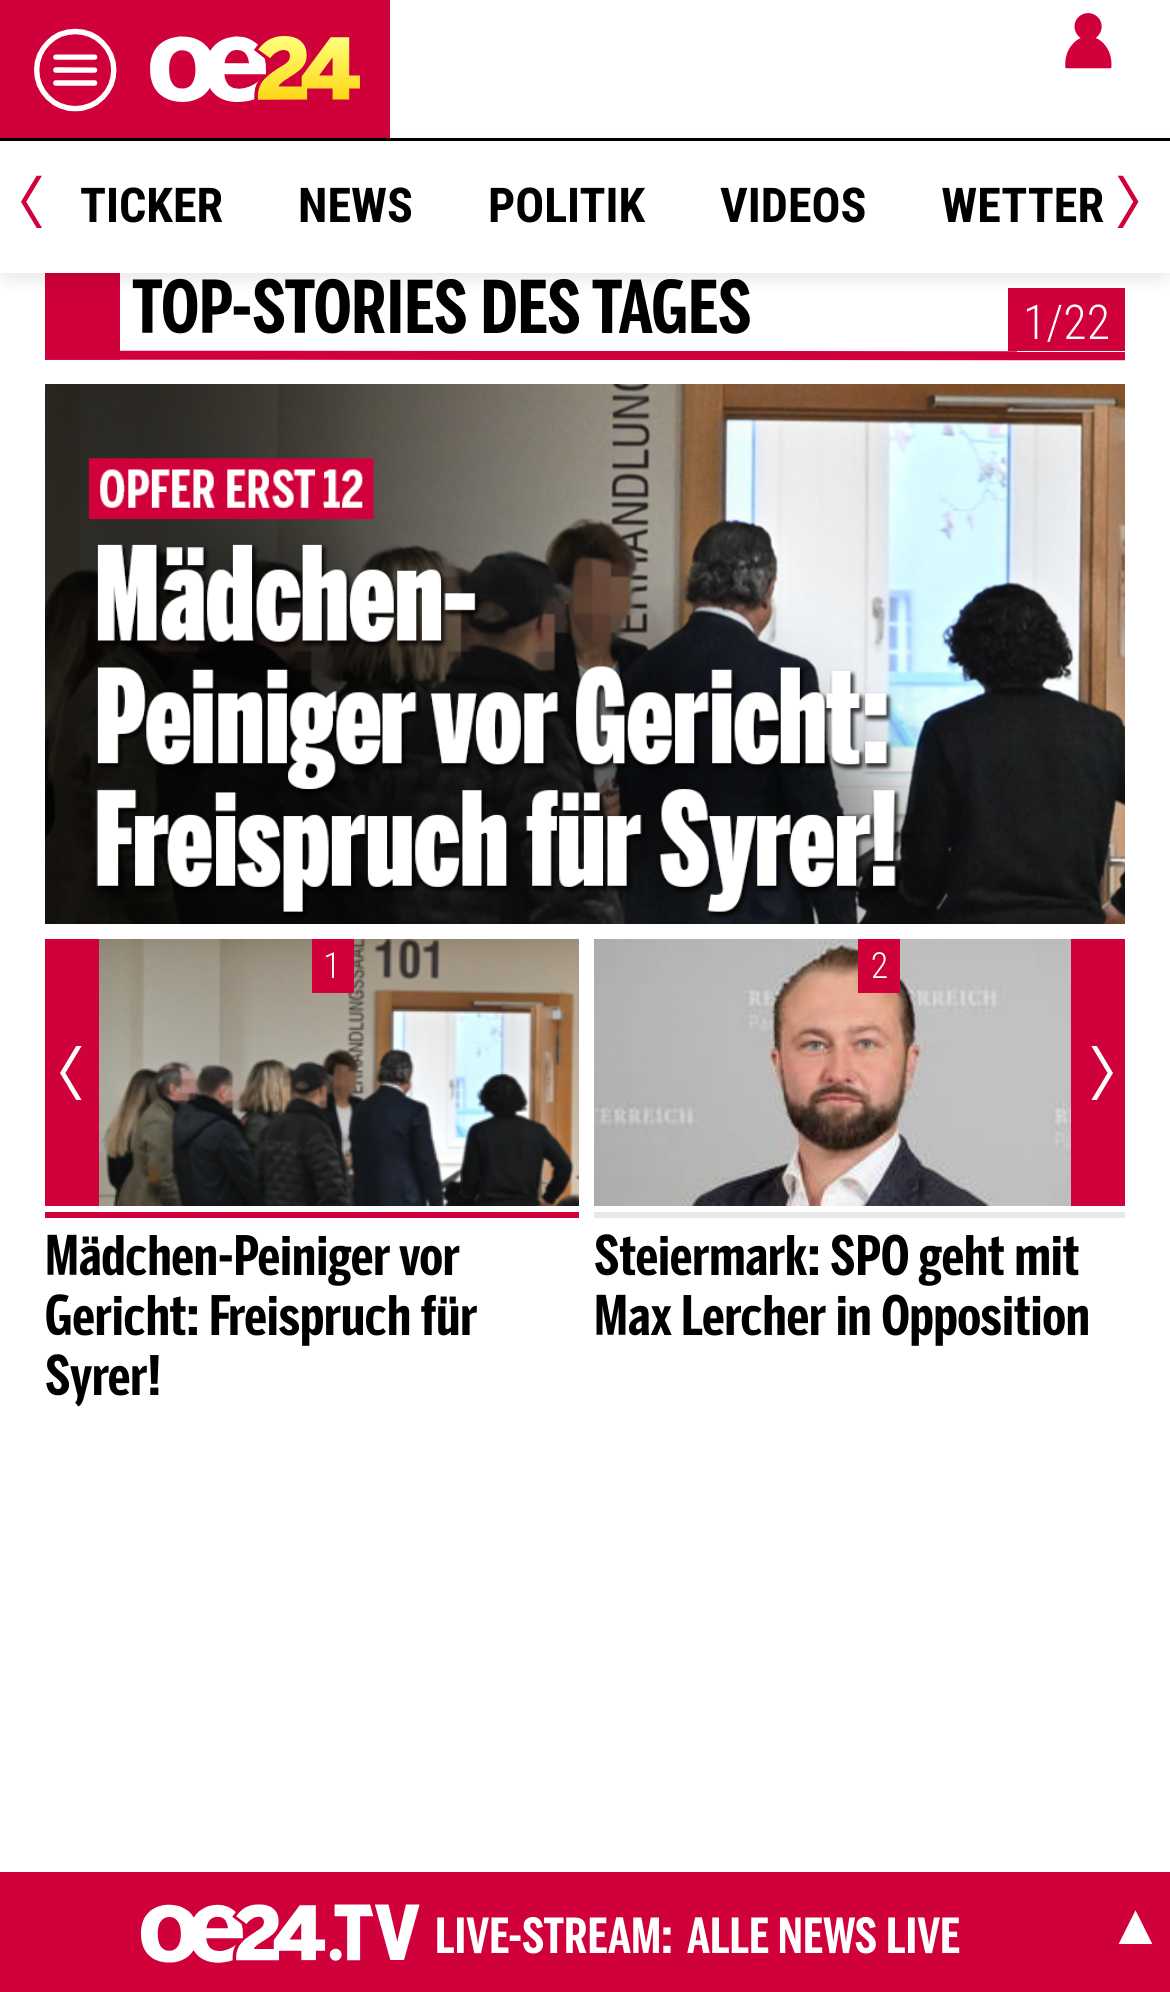 oe24
TICKER NEWS POLITIK VIDEOS WETTER
TOP-STORIES DES TAGES
1/22
OPFER ERST 12
Mädchen-
Peiniger vor Gericht:
Freispruch für Syrer!
1
101
2
Mädchen-Peiniger vor
Gericht: Freispruch für
Syrer!
Steiermark: SPÖ geht mit
Max Lercher in Opposition
oe24.TV LIVE-STREAM: ALLE NEWS LIVE